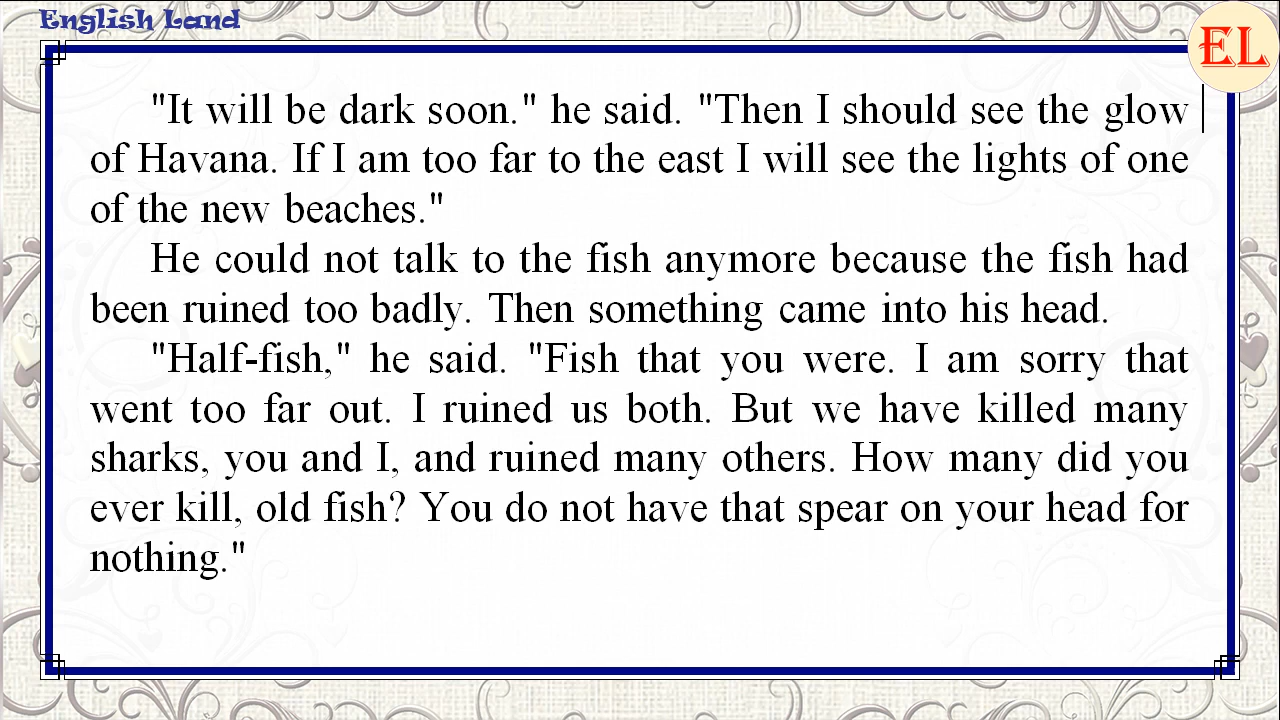 English Land
EL
"It will be dark soon." he said. "Then I should see the glow
of Havana. If I am too far to the east I will see the lights of one
of the new beaches."
He could not talk to the fish anymore because the fish had
been ruined too badly. Then something came into his head.
"Half-fish," he said. "Fish that you were. I am sorry that
went too far out. I ruined us both. But we have killed many
sharks, you and I, and ruined many others. How many did you
ever kill, old fish? You do not have that spear on your head for
nothing."